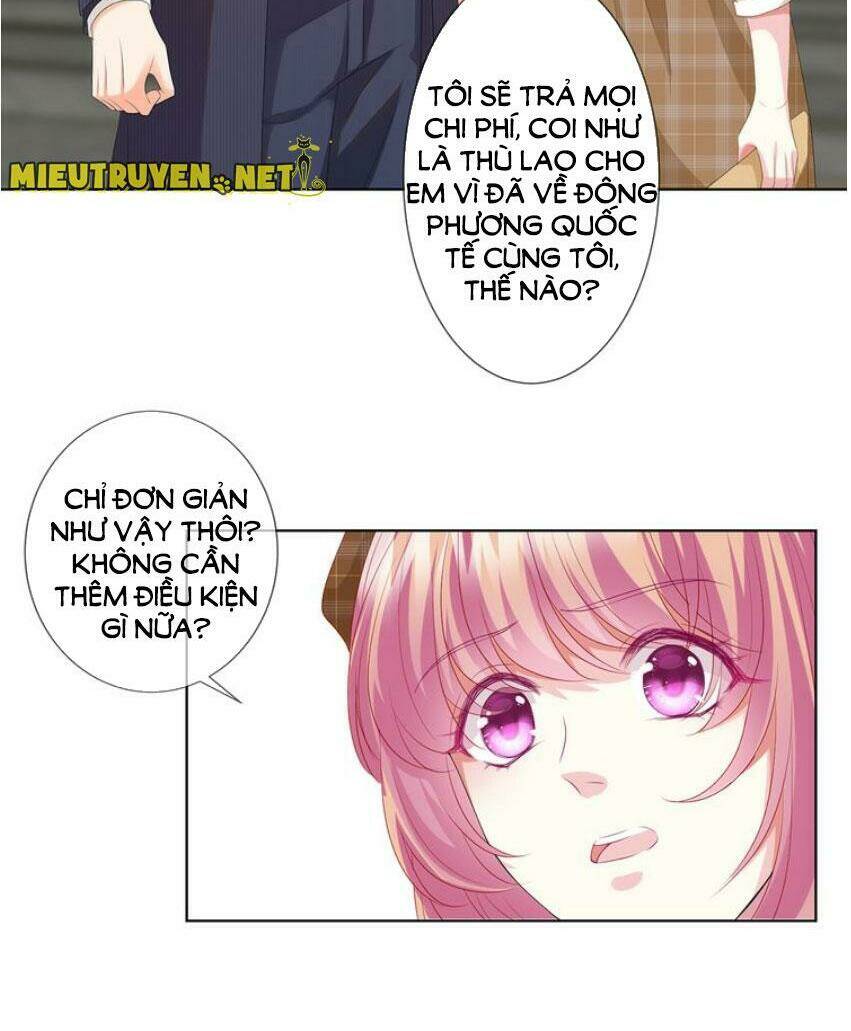 TÔI SẼ TRẢ MỌI
CHI PHÍ, COI NHƯ
LÀ THÙ LAO CHO
EM VÌ ĐÃ VỀ ĐÔNG
PHƯƠNG QUỐC
TẾ CÙNG TÔI,
THẾ NÀO?
MIEUTRUYEN.NET
CHỈ ĐƠN GIẢN
NHƯ VẬY THÔI?
KHÔNG CẦN
THÊM ĐIỀU KIỆN
GÌ NỮA?